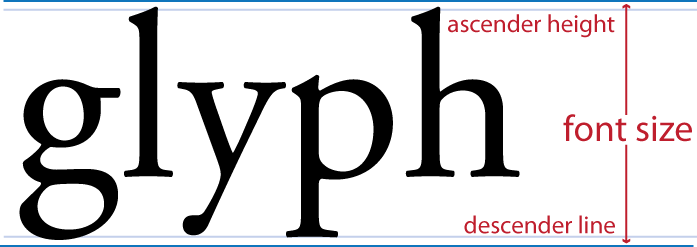 glyph
ascender height
font size
descender line